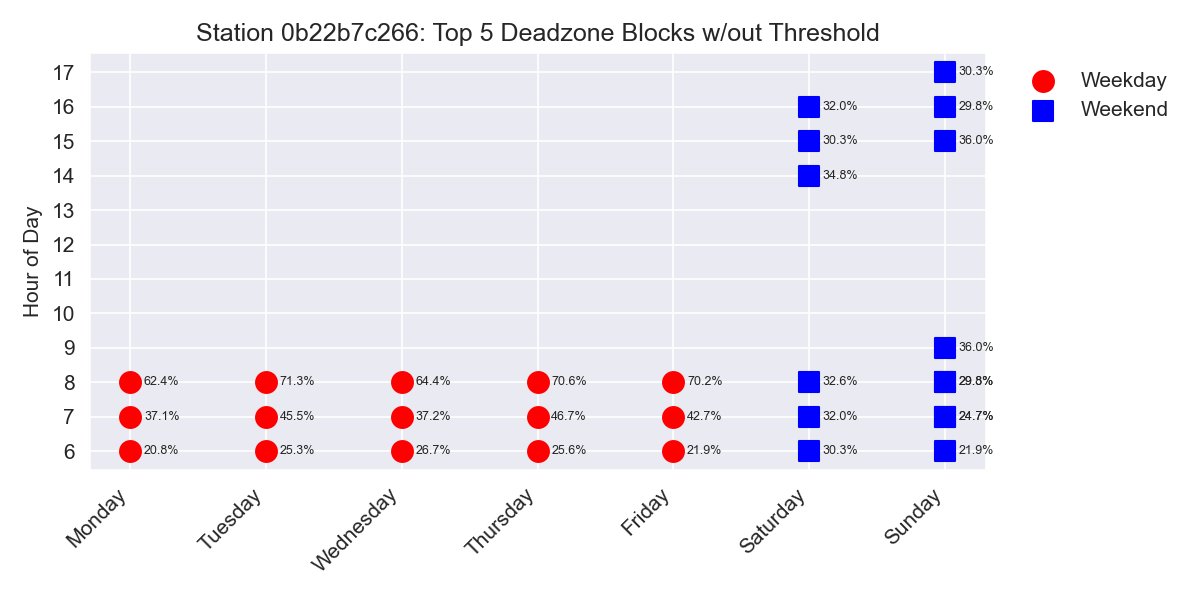 Station 0b22b7c266: Top 5 Deadzone Blocks w/out Threshold
Weekday
Weekend
Hour of Day
17 30.3%
16 32.0% 29.8%
15 30.3% 36.0%
14 34.8%
13
12
11
10
9 36.0%
8 62.4% 71.3% 64.4% 70.6% 70.2% 32.6% 29.8%
7 37.1% 45.5% 37.2% 46.7% 42.7% 32.0% 24.7%
6 20.8% 25.3% 26.7% 25.6% 21.9% 30.3% 21.9%
Monday
Tuesday
Wednesday
Thursday
Friday
Saturday
Sunday